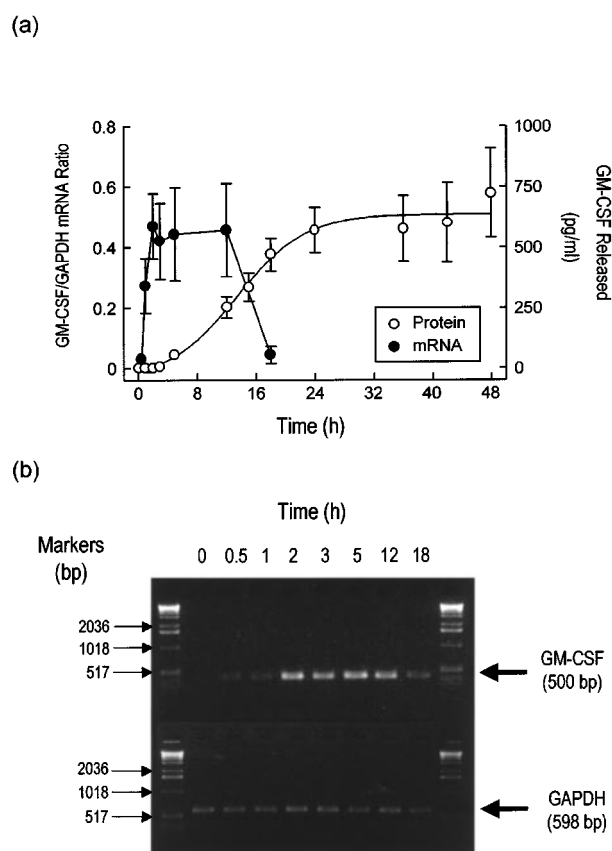 (a)
GM-CSF/GAPDH mRNA Ratio
0.8
0.6
0.4
0.2
0
1000
750
500
250
0
GM-CSF Released
(pg/ml)
Protein
mRNA
0 8 16 24 32 40 48
Time (h)
(b)
Time (h)
Markers
(bp)
0 0.5 1 2 3 5 12 18
2036
1018
517
GM-CSF
(500 bp)
2036
1018
517
GAPDH
(598 bp)